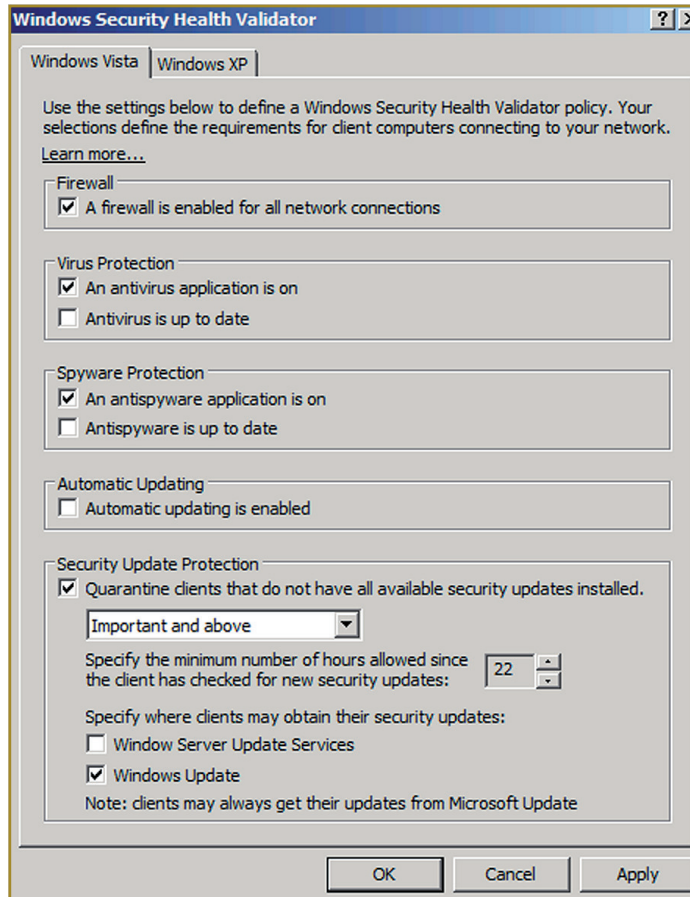 Windows Security Health Validator
Windows Vista
Windows XP
Use the settings below to define a Windows Security Health Validator policy. Your
selections define the requirements for client computers connecting to your network.
Learn more...
Firewall
A firewall is enabled for all network connections
Virus Protection
An antivirus application is on
Antivirus is up to date
Spyware Protection
An antispyware application is on
Antispyware is up to date
Automatic Updating
Automatic updating is enabled
Security Update Protection
Quarantine clients that do not have all available security updates installed.
Important and above
Specify the minimum number of hours allowed since
the client has checked for new security updates:
22
Specify where clients may obtain their security updates:
Window Server Update Services
Windows Update
Note: clients may always get their updates from Microsoft Update
OK
Cancel
Apply